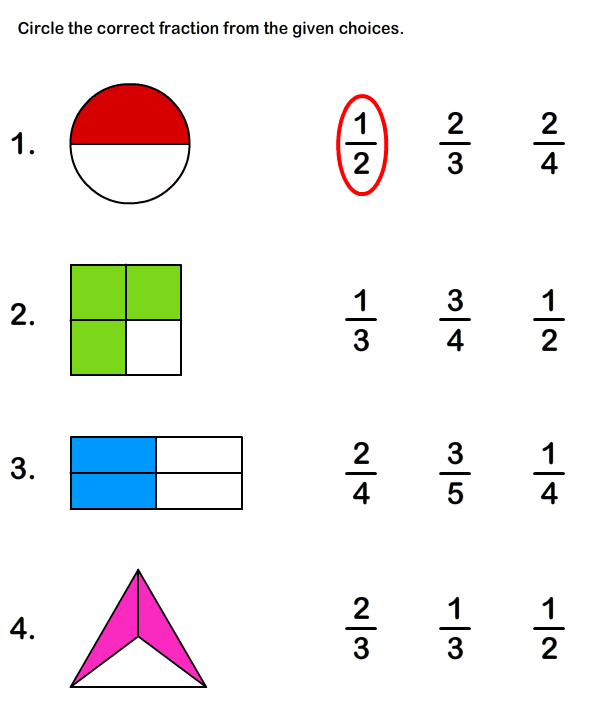 Circle the correct fraction from the given choices.
1. 1/2 2/3 2/4
2. 1/3 3/4 1/2
3. 2/4 3/5 1/4
4. 2/3 1/3 1/2